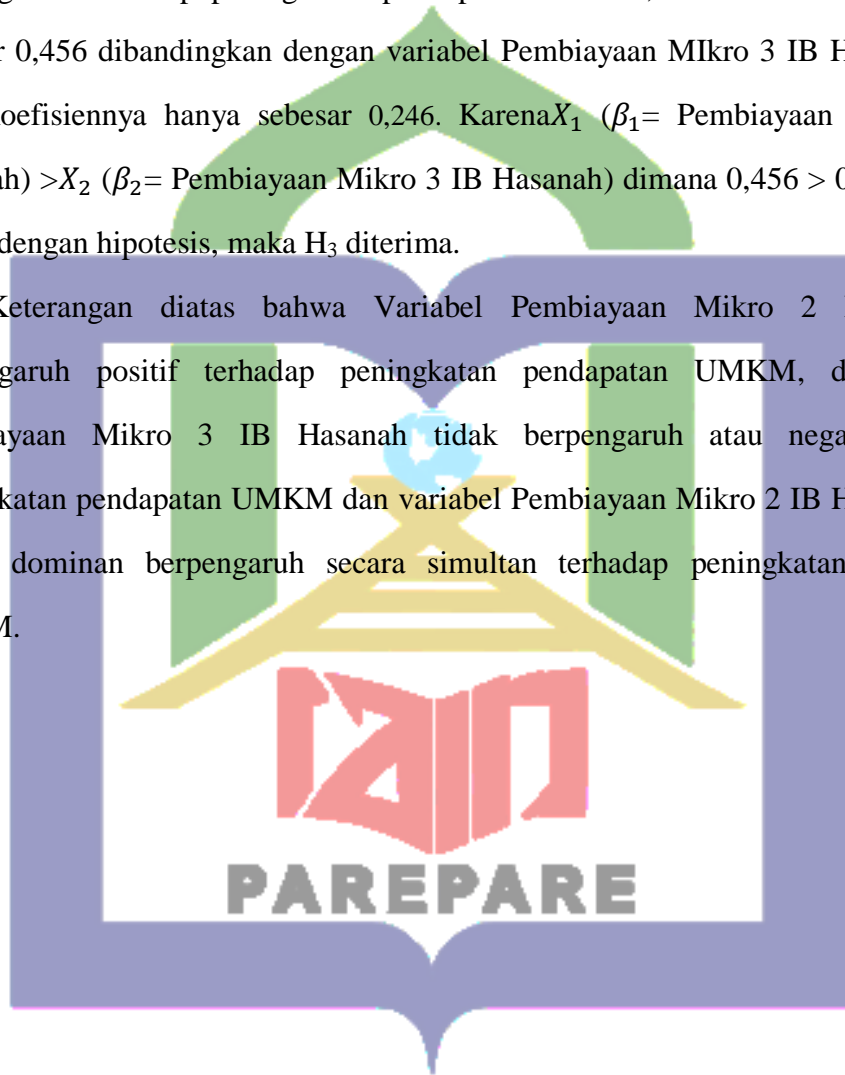 0,456 dibandingkan dengan variabel Pembiayaan MIkro 3 IB H
oefisiennya hanya sebesar 0,246. KarenaX₁ (β₁= Pembiayaan
ah) >X₂ (β₂= Pembiayaan Mikro 3 IB Hasanah) dimana 0,456 > 0
dengan hipotesis, maka H₃ diterima.
Keterangan diatas bahwa Variabel Pembiayaan Mikro 2
garuh positif terhadap peningkatan pendapatan UMKM, d
ayaan Mikro 3 IB Hasanah tidak berpengaruh atau nega
katan pendapatan UMKM dan variabel Pembiayaan Mikro 2 IB H
dominan berpengaruh secara simultan terhadap peningkatan
M.
PAREPARE